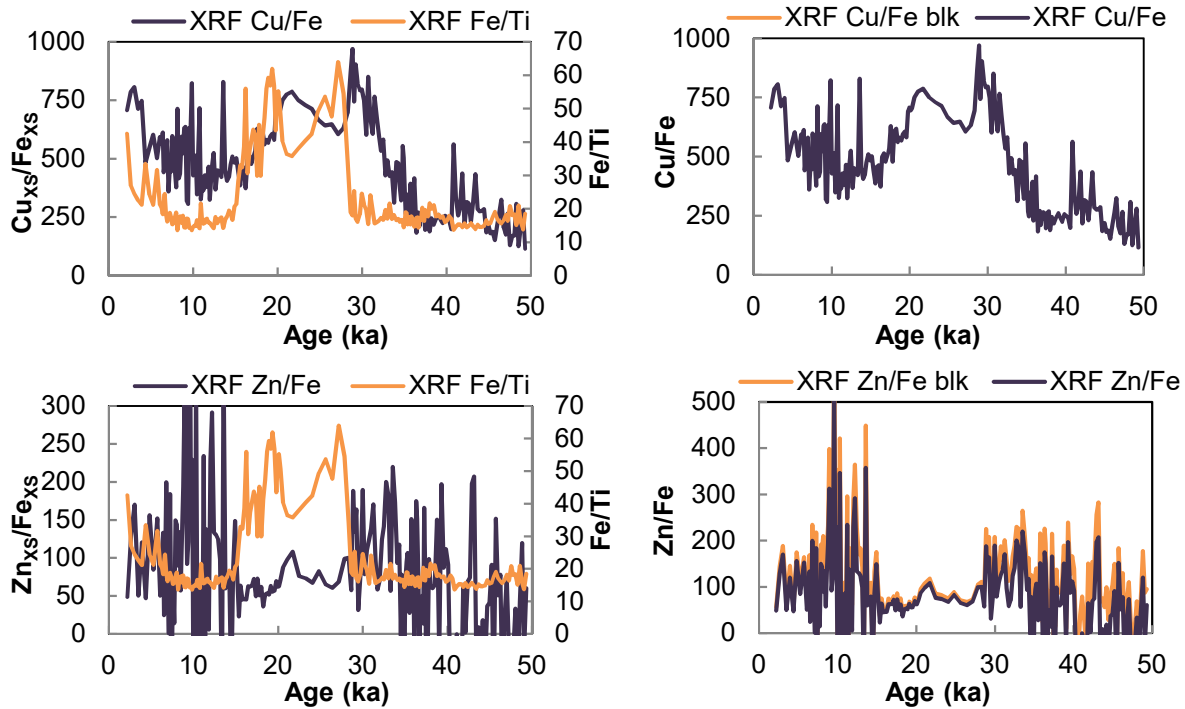 XRF Cu/Fe XRF Fe/Ti
1000
750
500
250
0
70
60
50
40
30
20
10
0
0 10 20 30 40 50
CuXS/FeXS
Fe/Ti
Age (ka)
XRF Cu/Fe blk XRF Cu/Fe
1000
750
500
250
0
0 10 20 30 40 50
Cu/Fe
Age (ka)
XRF Zn/Fe XRF Fe/Ti
300
250
200
150
100
50
0
70
60
50
40
30
20
10
0
0 10 20 30 40 50
ZnXS/FeXS
Fe/Ti
Age (ka)
XRF Zn/Fe blk XRF Zn/Fe
500
400
300
200
100
0
0 10 20 30 40 50
Zn/Fe
Age (ka)